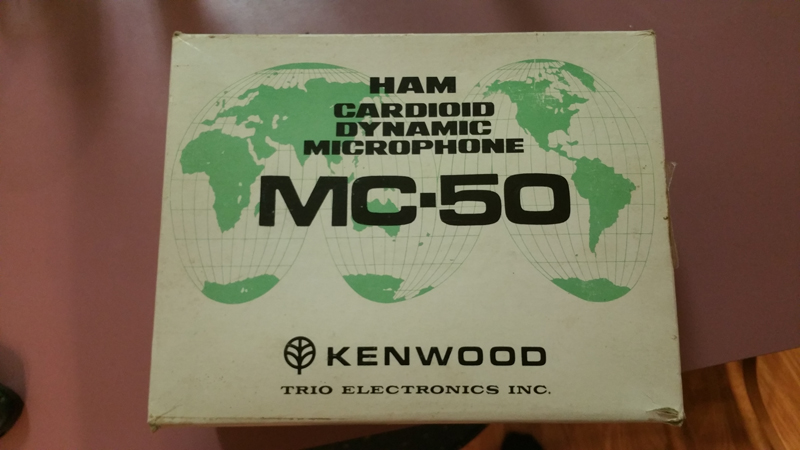 HAM
CARDIOID
DYNAMIC
MICROPHONE
MC-50
KENWOOD
TRIO ELECTRONICS INC.